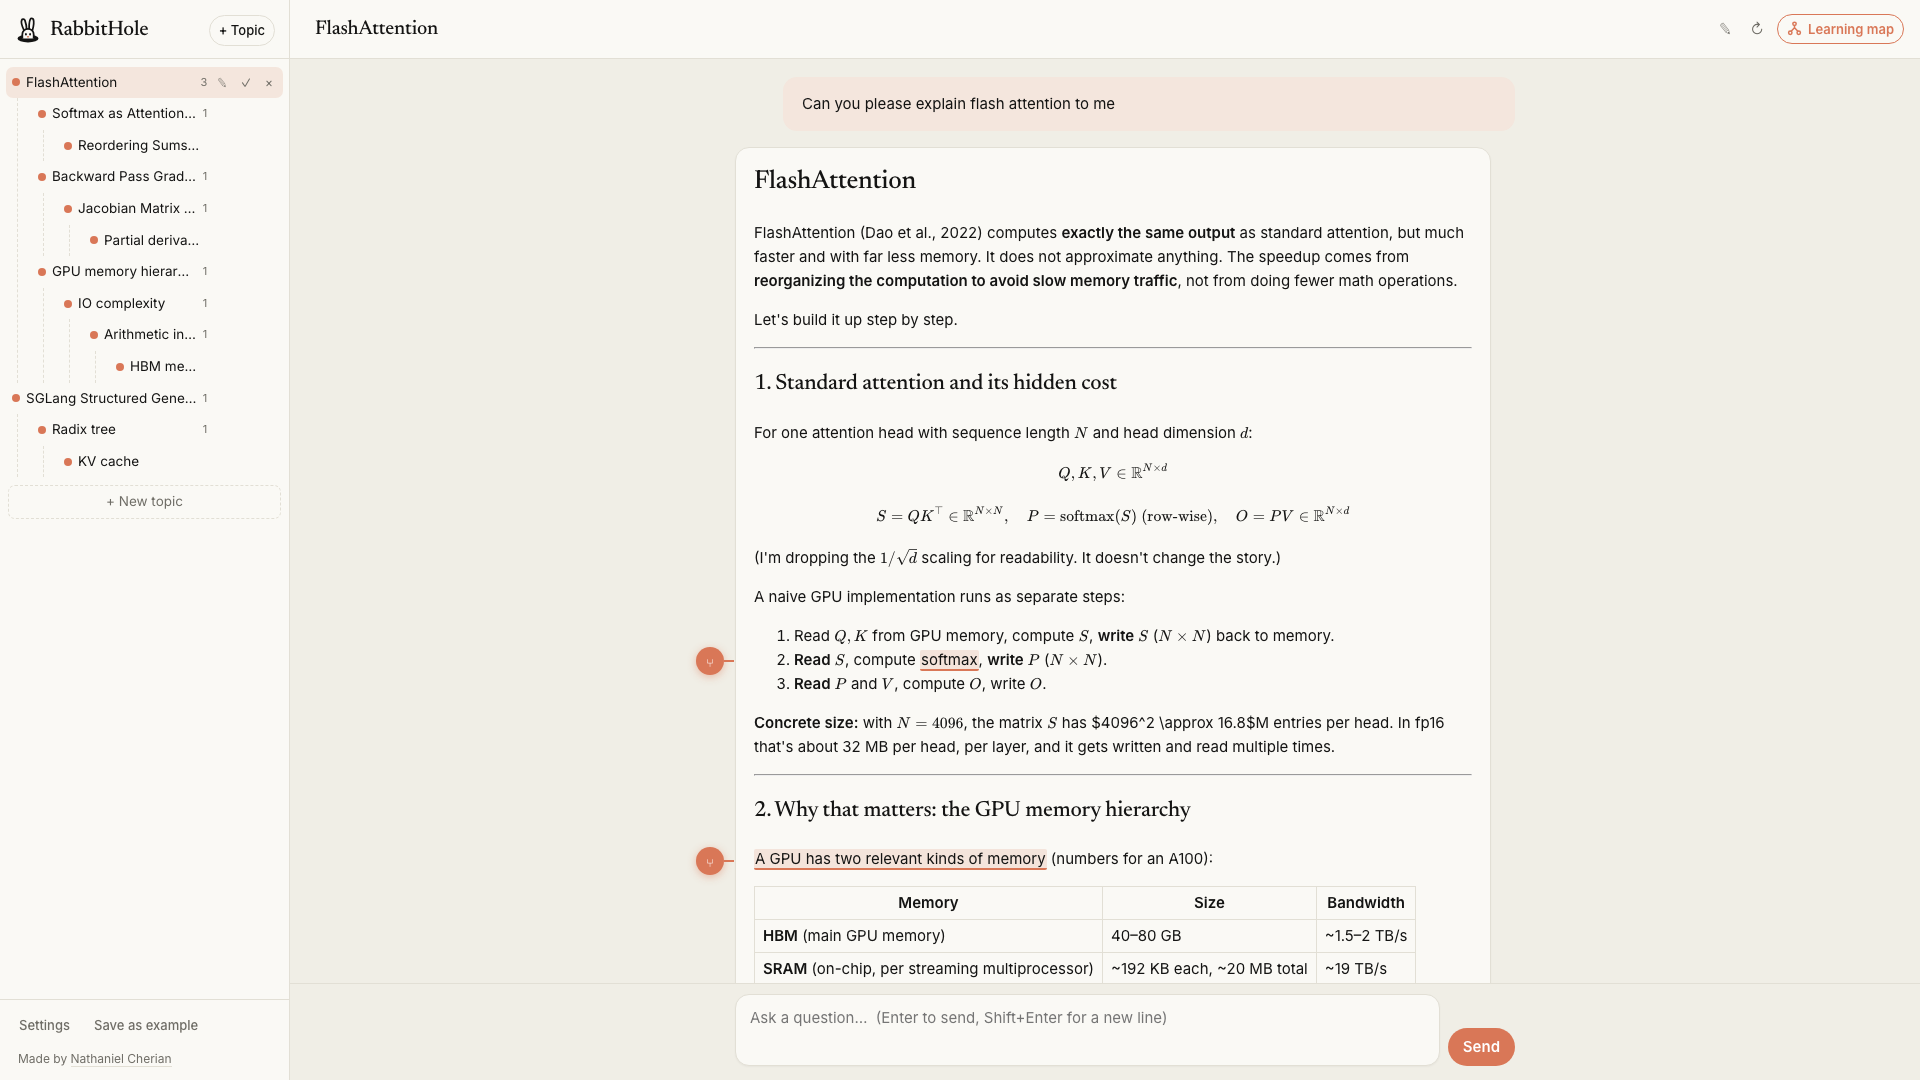 RabbitHole
+ Topic
FlashAttention 3
Softmax as Attention... 1
Reordering Sums...
Backward Pass Grad... 1
Jacobian Matrix ... 1
Partial deriva...
GPU memory hierar... 1
IO complexity 1
Arithmetic in... 1
HBM me...
SGLang Structured Gene... 1
Radix tree 1
KV cache
+ New topic
Settings Save as example
Made by Nathaniel Cherian
FlashAttention
Learning map
Can you please explain flash attention to me
FlashAttention
FlashAttention (Dao et al., 2022) computes exactly the same output as standard attention, but much
faster and with far less memory. It does not approximate anything. The speedup comes from
reorganizing the computation to avoid slow memory traffic, not from doing fewer math operations.
Let's build it up step by step.
1. Standard attention and its hidden cost
For one attention head with sequence length N and head dimension d:
Q, K, V ∈ ℝ^{N×d}
S = QK^⊤ ∈ ℝ^{N×N},  P = softmax(S) (row-wise),  O = PV ∈ ℝ^{N×d}
(I'm dropping the 1/√d scaling for readability. It doesn't change the story.)
A naive GPU implementation runs as separate steps:
1. Read Q, K from GPU memory, compute S, write S (N × N) back to memory.
2. Read S, compute softmax, write P (N × N).
3. Read P and V, compute O, write O.
Concrete size: with N = 4096, the matrix S has $4096^2 \approx 16.8$M entries per head. In fp16
that's about 32 MB per head, per layer, and it gets written and read multiple times.
2. Why that matters: the GPU memory hierarchy
A GPU has two relevant kinds of memory (numbers for an A100):
Memory Size Bandwidth
HBM (main GPU memory) 40–80 GB ~1.5–2 TB/s
SRAM (on-chip, per streaming multiprocessor) ~192 KB each, ~20 MB total ~19 TB/s
Ask a question... (Enter to send, Shift+Enter for a new line)
Send